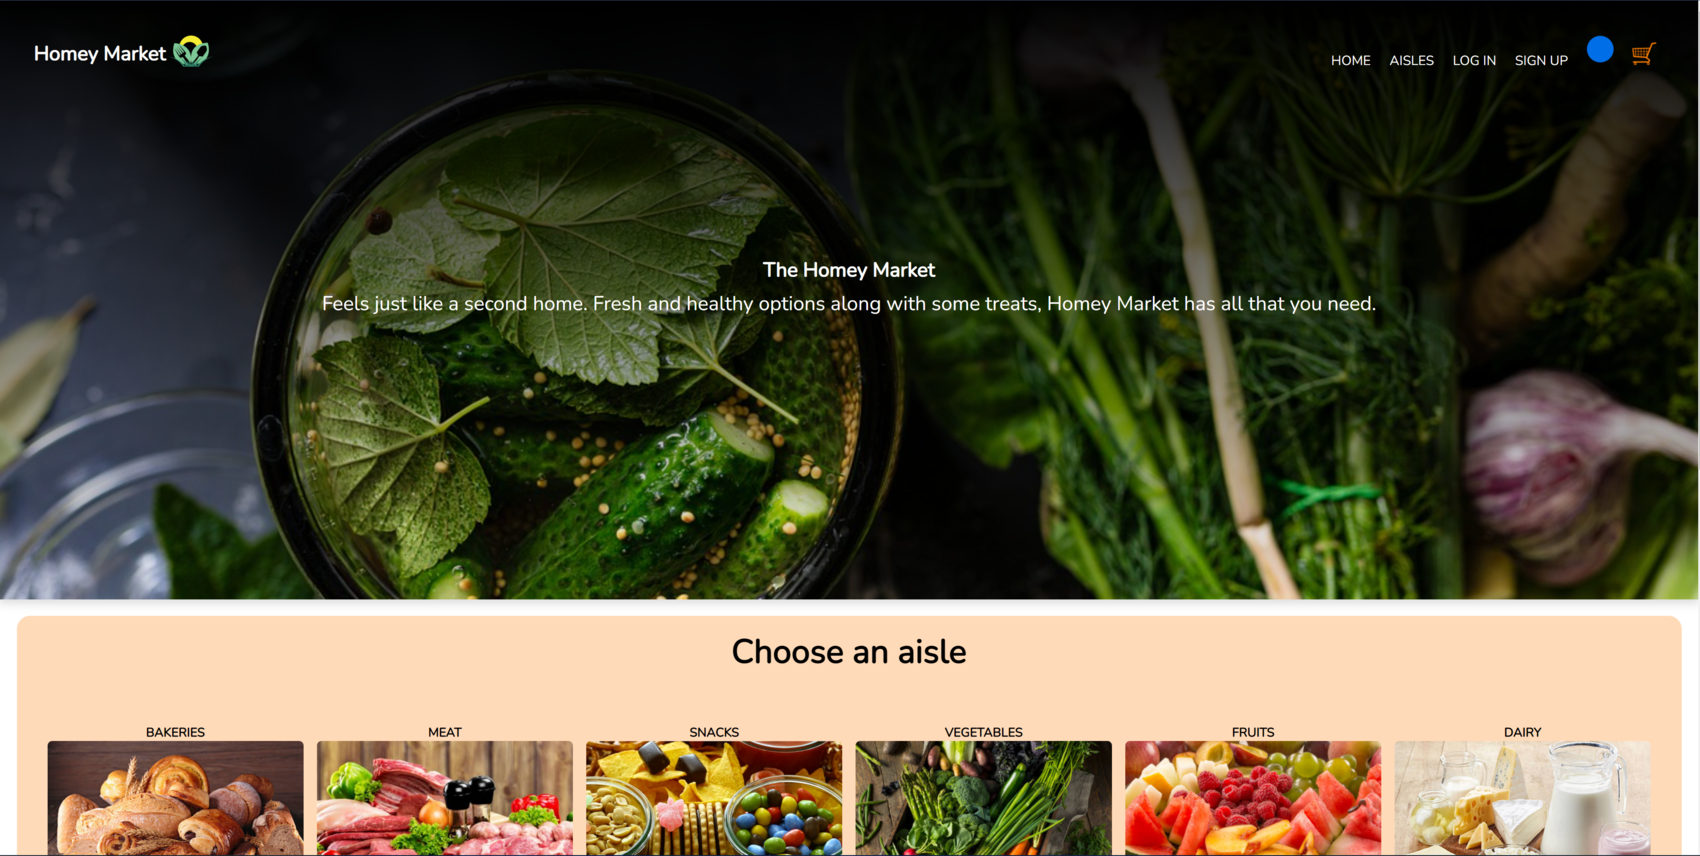 Homey Market
HOME AISLES LOG IN SIGN UP
The Homey Market
Feels just like a second home. Fresh and healthy options along with some treats, Homey Market has all that you need.
Choose an aisle
BAKERIES MEAT SNACKS VEGETABLES FRUITS DAIRY